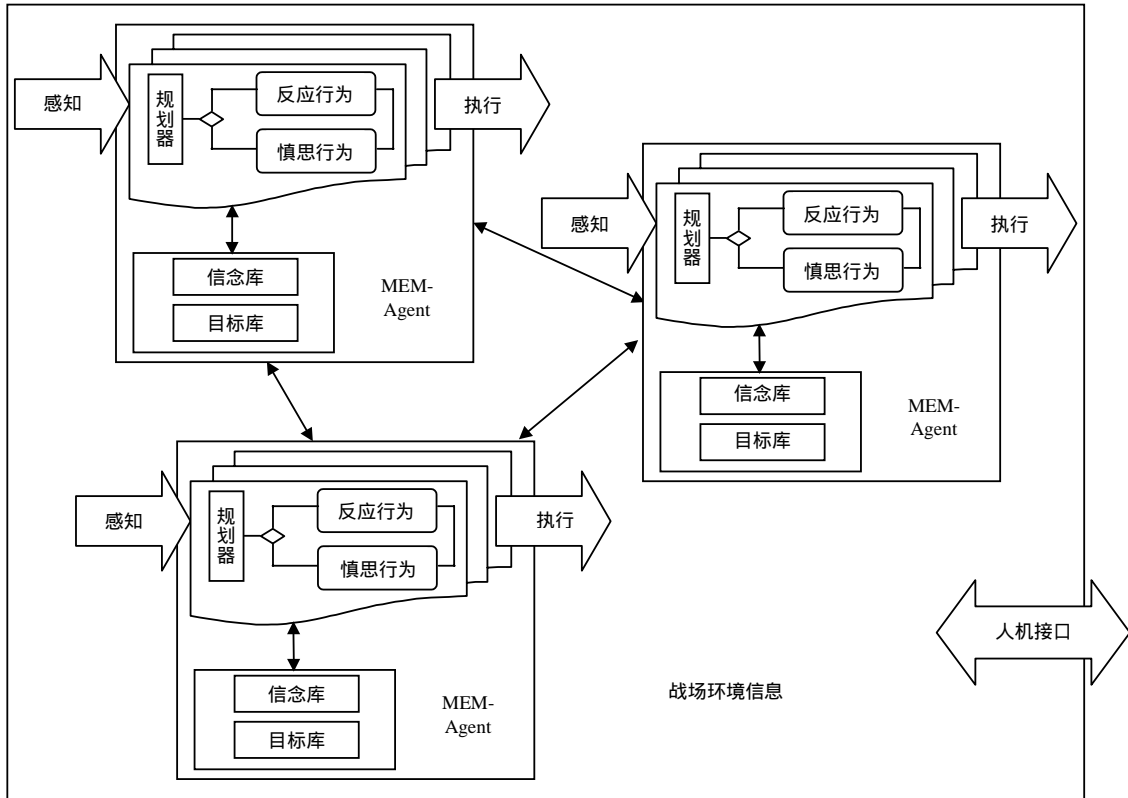 感知
规划器
反应行为
慎思行为
执行
信念库
目标库
MEM-
Agent
感知
规划器
反应行为
慎思行为
执行
信念库
目标库
MEM-
Agent
感知
规划器
反应行为
慎思行为
执行
信念库
目标库
MEM-
Agent
人机接口
战场环境信息